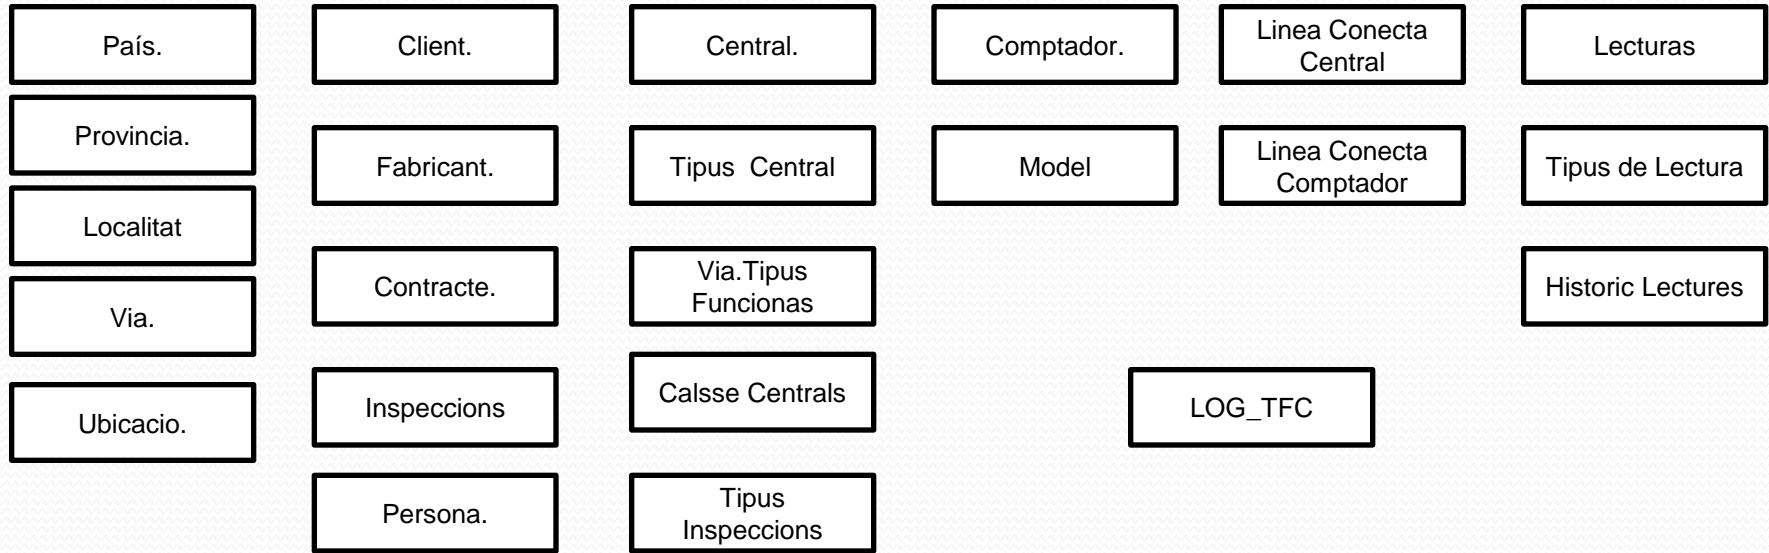 País.
Client.
Central.
Comptador.
Linea Conecta
Central
Lecturas
Provincia.
Fabricant.
Tipus  Central
Model
Linea Conecta
Comptador
Tipus de Lectura
Localitat
Contracte.
Via.Tipus
Funcionas
Historic Lectures
Via.
Inspeccions
Calsse Centrals
LOG_TFC
Ubicacio.
Persona.
Tipus
Inspeccions